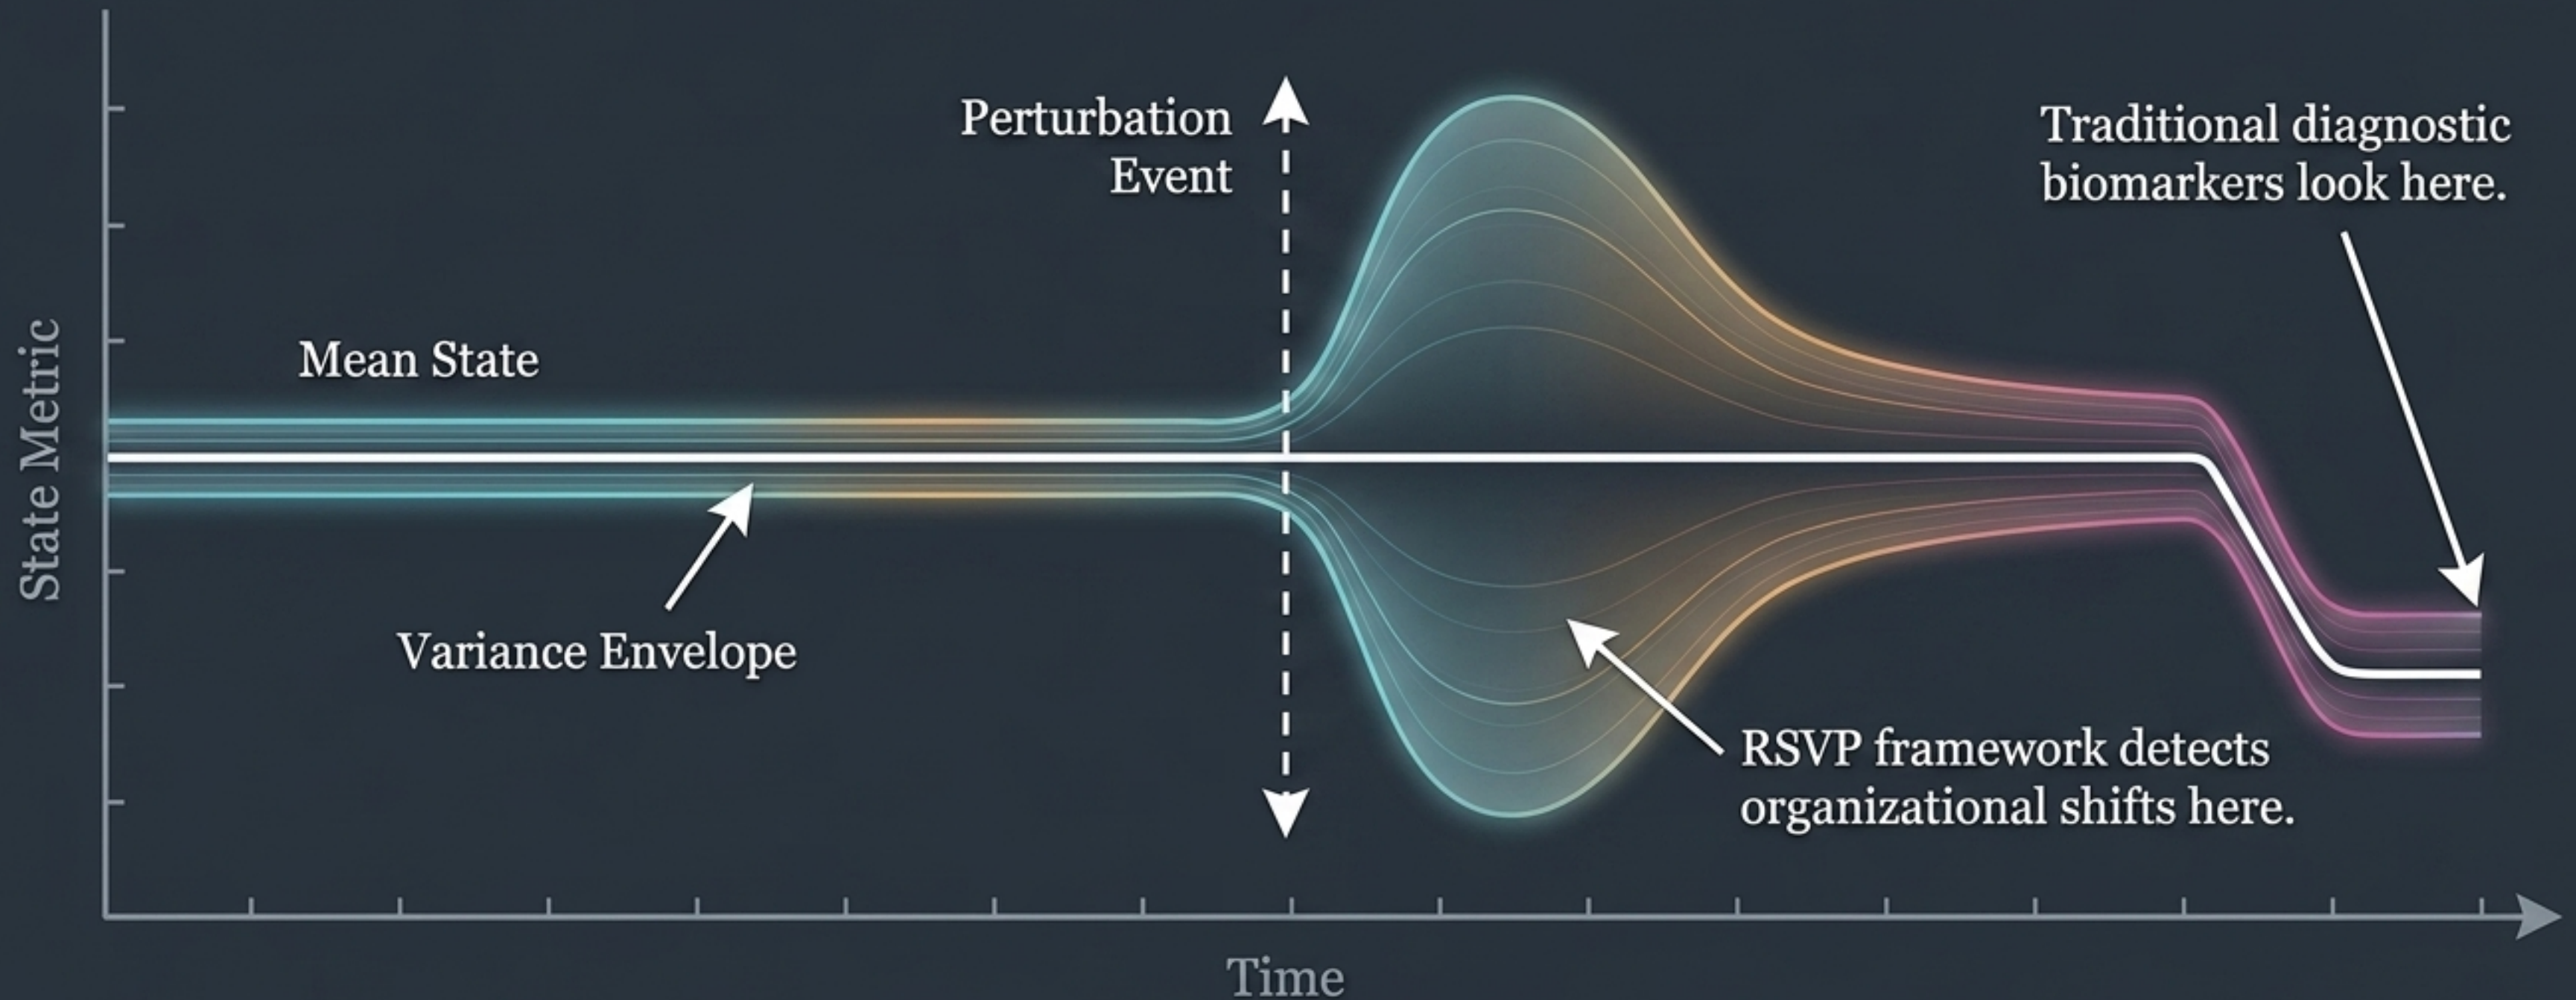 Perturbation
Event
Traditional diagnostic
biomarkers look here.
State Metric
Mean State
Variance Envelope
RSVP framework detects
organizational shifts here.
Time